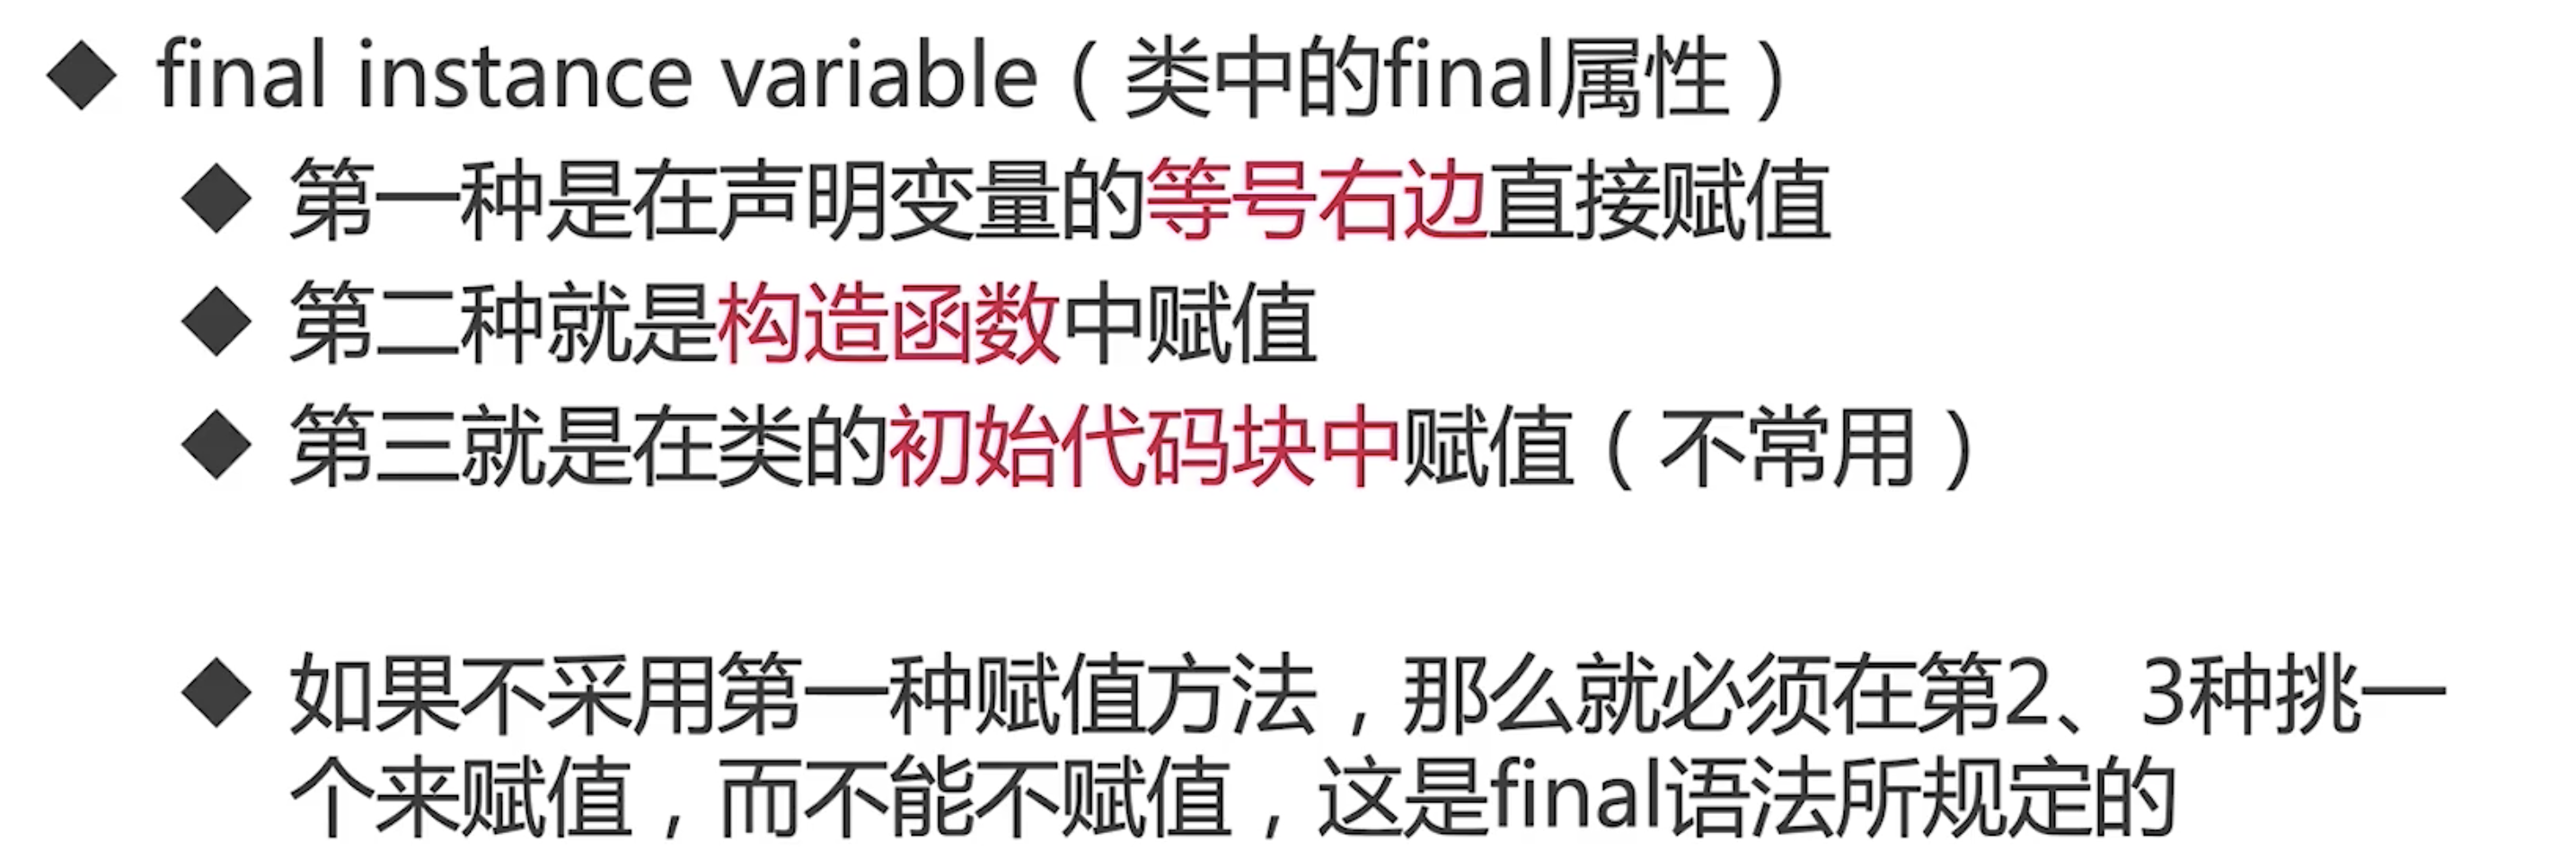 final instance variable（类中的final属性）
第一种是在声明变量的等号右边直接赋值
第二种就是构造函数中赋值
第三就是在类的初始代码块中赋值（不常用）
如果不采用第一种赋值方法，那么就必须在第2、3种挑一
个来赋值，而不能不赋值，这是final语法所规定的